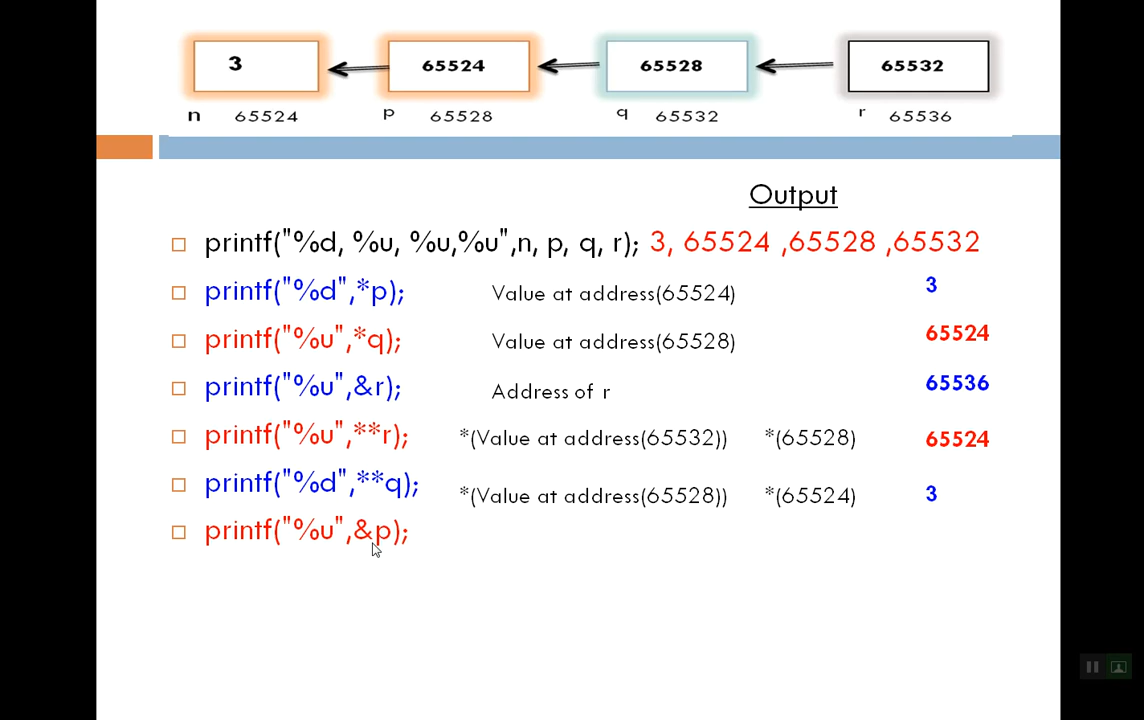 3 65524 65528 65532
n 65524 p 65528 q 65532 r 65536
Output
printf("%d, %u, %u,%u",n, p, q, r); 3, 65524 ,65528 ,65532
printf("%d",*p); Value at address(65524) 3
printf("%u",*q); Value at address(65528) 65524
printf("%u",&r); Address of r 65536
printf("%u",**r); *(Value at address(65532)) *(65528) 65524
printf("%d",**q); *(Value at address(65528)) *(65524) 3
printf("%u",&p);